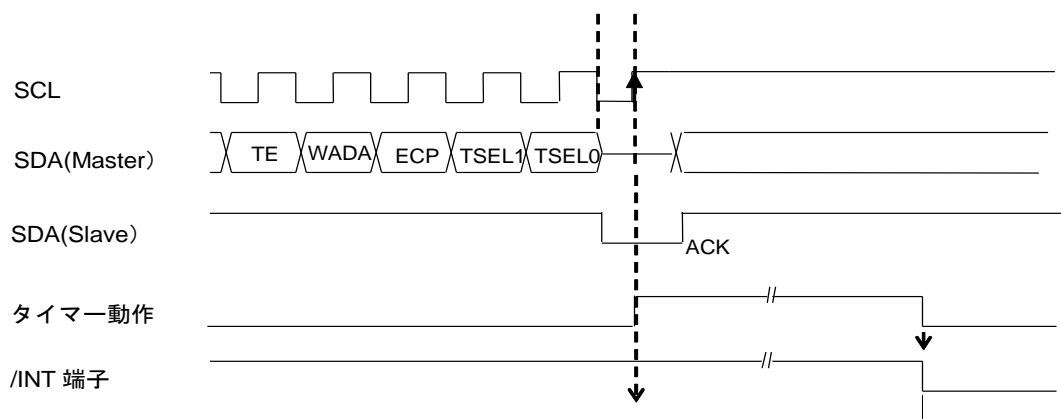 SCL
SDA(Master）
TE WADA ECP TSEL1 TSEL0
SDA(Slave）
ACK
タイマー動作
//
/INT 端子
//